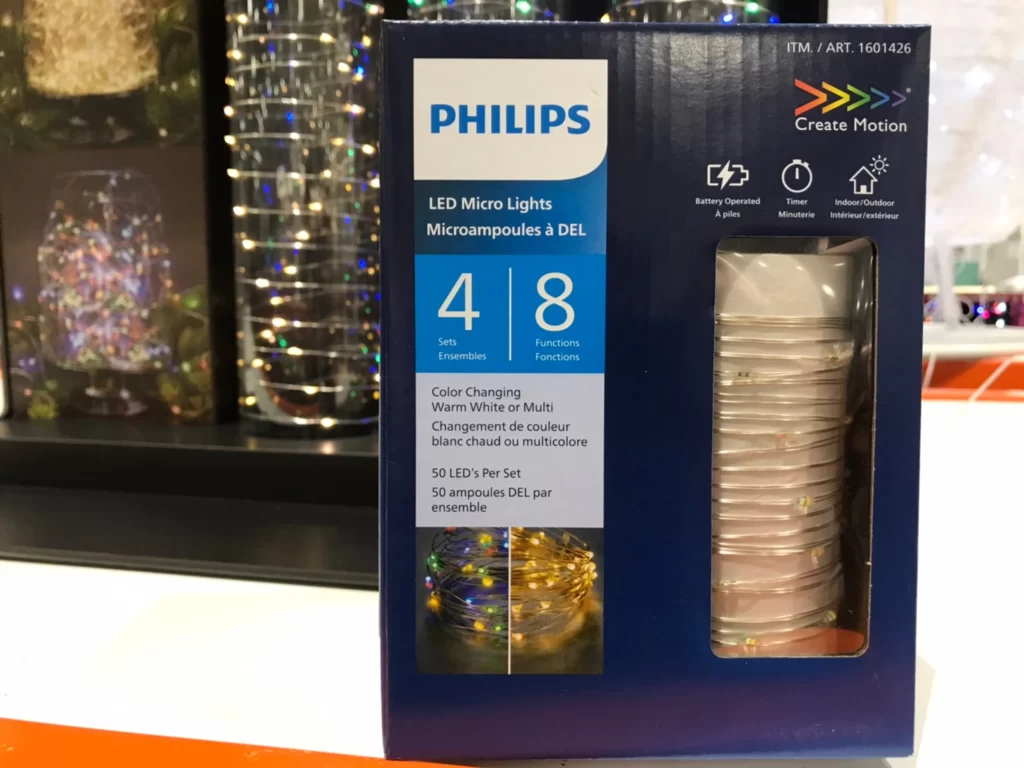 ITM. / ART. 1601426
PHILIPS
Create Motion
LED Micro Lights
Microampoules à DEL
Battery Operated
À piles
Timer
Minuterie
Indoor/Outdoor
Intérieur/extérieur
4
Sets
Ensembles
8
Functions
Fonctions
Color Changing
Warm White or Multi
Changement de couleur
blanc chaud ou multicolore
50 LED's Per Set
50 ampoules DEL par
ensemble